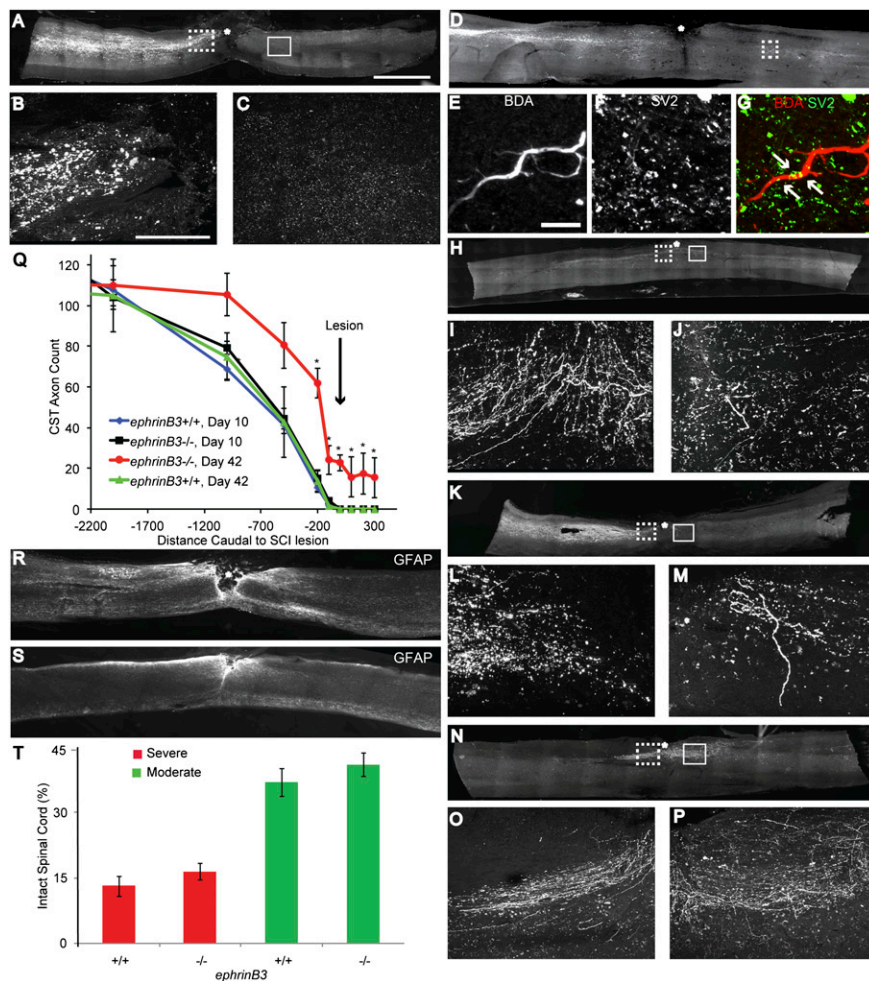 A
D
B
C
E
BDA
F
SV2
G
BDA/SV2
H
Q
120
100
80
60
40
20
0
CST Axon Count
Lesion
*
*
*
*
*
*
ephrinB3+/+, Day 10
ephrinB3-/-, Day 10
ephrinB3-/-, Day 42
ephrinB3+/+, Day 42
-2200
-1700
-1200
-700
-200
300
Distance Caudal to SCI lesion
I
J
K
R
GFAP
L
M
S
GFAP
N
T
45
30
15
0
Intact Spinal Cord (%)
Severe
Moderate
+/+
-/-
+/+
-/-
ephrinB3
O
P